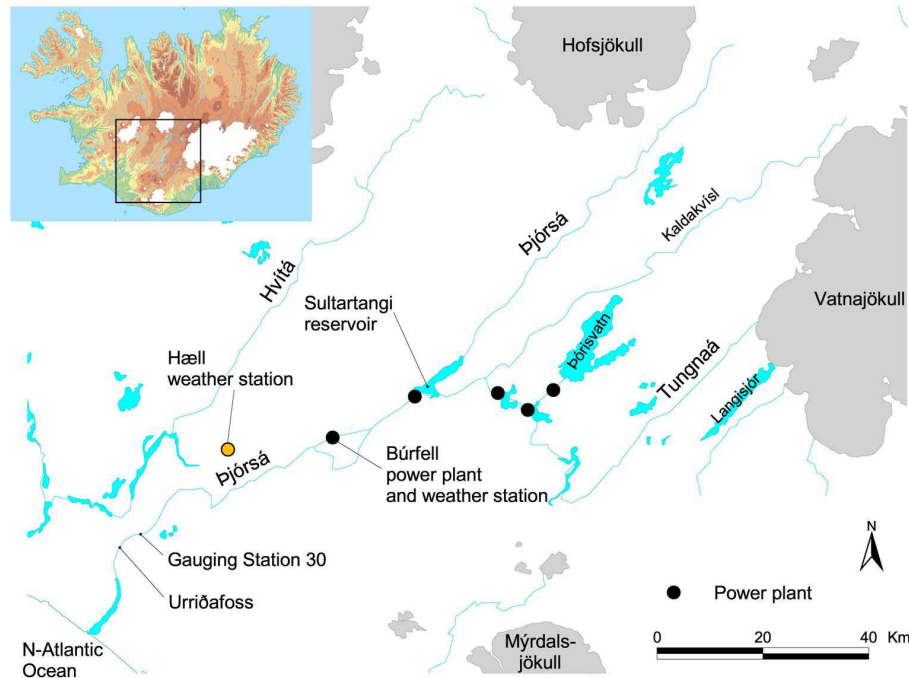 Hofsjökull
Þjórsá
Kaldakvísl
Hvítá
Vatnajökull
Sultartangi
reservoir
Þórisvatn
Hæll
weather station
Tungnaá
Langisjór
Þjórsá
Búrfell
power plant
and weather station
N
Gauging Station 30
Urriðafoss
Power plant
N-Atlantic
Ocean
Mýrdals-
jökull
0 20 40 Km